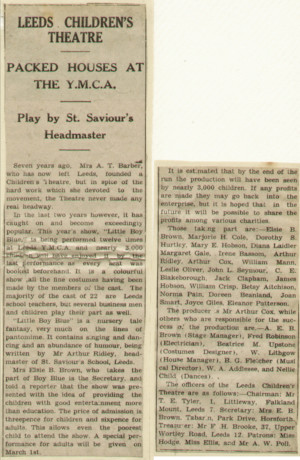 LEEDS CHILDREN'S
THEATRE
PACKED HOUSES AT
THE Y.M.C.A.
Play by St. Saviour's
Headmaster
Seven years ago, Mrs A. T. Barber,
who has now left Leeds, founded a
Children's Theatre, but in spite of the
hard work which she devoted to the
movement, the Theatre never made any
real headway.
In the last two years however, it has
caught on and become exceedingly
popular. This year's show, "Little Boy
Blue," is being performed twelve times
at Leeds Y.M.C.A. and nearly 3,000
have enjoyed it by the
last performance as every seat was
booked beforehand. It is a colourful
show all the fine costumes having been
made by the members of the cast. The
majority of the cast of 22 are Leeds
school teachers, but several business men
and children play their part as well.
"Little Boy Blue" is a nursery tale
fantasy, very much on the lines of
pantomime. It contains singing and dan-
cing and an abundance of humour, being
written by Mr Arthur Ridley, head-
master of St. Saviour's School, Leeds.
Mrs Elsie B. Brown, who takes the
part of Boy Blue is the Secretary, and
told a reporter that the show was pre-
sented with the idea of providing the
children with good entertainment more
than education. The price of admission is
threepence for children and sixpence for
adults. This allows even the poorest
child to attend the show. A special per-
formance for adults will be given on
March 1st.
It is estimated that by the end of the
run the production will have been seen
by nearly 3,000 children. If any profits
are made they may go back into the
enterprise, but it is hoped that in the
future it will be possible to share the
profits among various charities.
Those taking part are:—Elsie B.
Brown, Marjorie H. Cole, Dorothy S.
Hurtley, Mary E. Hobson, Diana Laidler
Margaret Gale, Irene Bassom, Arthur
Ridley, Arthur Cox, William Mann,
Leslie Oliver, John L. Seymour, C. E.
Blakeborough, Jack Clapham, James
Hobson, William Crisp, Betsy Aitchison,
Norma Pain, Doreen Beanland, Joan
Smart, Joyce Giles, Eleanor Patterson.
The producer is Mr Arthur Cox, while
others who are responsible for the suc-
cess of the production are,—A. E. B.
Brown (Stage Manager), Fred Robinson
(Electrician), Beatrice M. Upstone
(Costumes Designer), W. Lithgow
(House Manager), B. G. Fletcher (Musi
cal Director), W. A. Addlesee, and Nellie
Child (Dances).
The officers of the Leeds Children's
Theatre are as follows:—Chairman: Mr
T. E. Tyler, I, Littleway, Falkland
Mount, Leeds 7. Secretary: Mrs. E. B.
Brown, Park Drive, Horsforth,
Treasurer: Mr F. H. Brooks, 37, Upper
Wortley Road, Leeds 12. Patrons: Miss
Hodge, Miss Ellis, and Mr A. W.